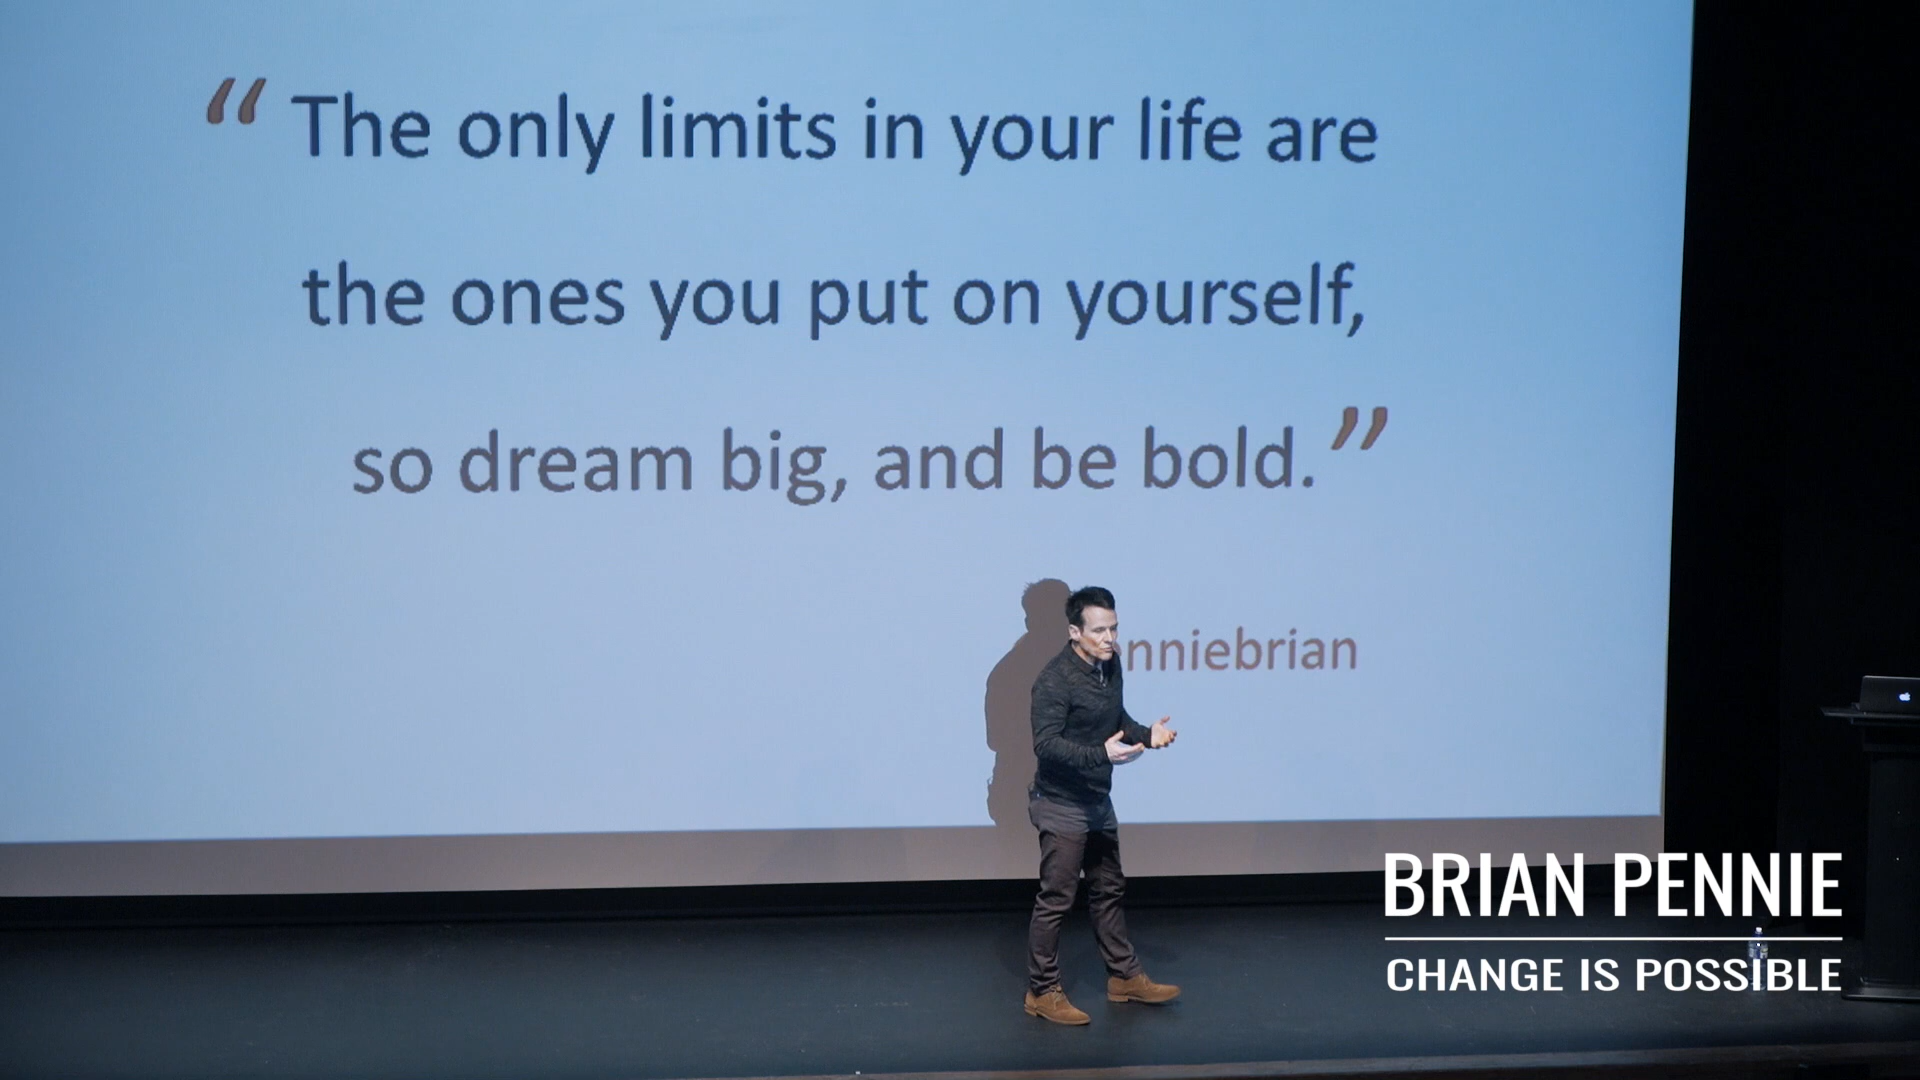 “ The only limits in your life are
the ones you put on yourself,
so dream big, and be bold. ”
nniebrian
BRIAN PENNIE
CHANGE IS POSSIBLE